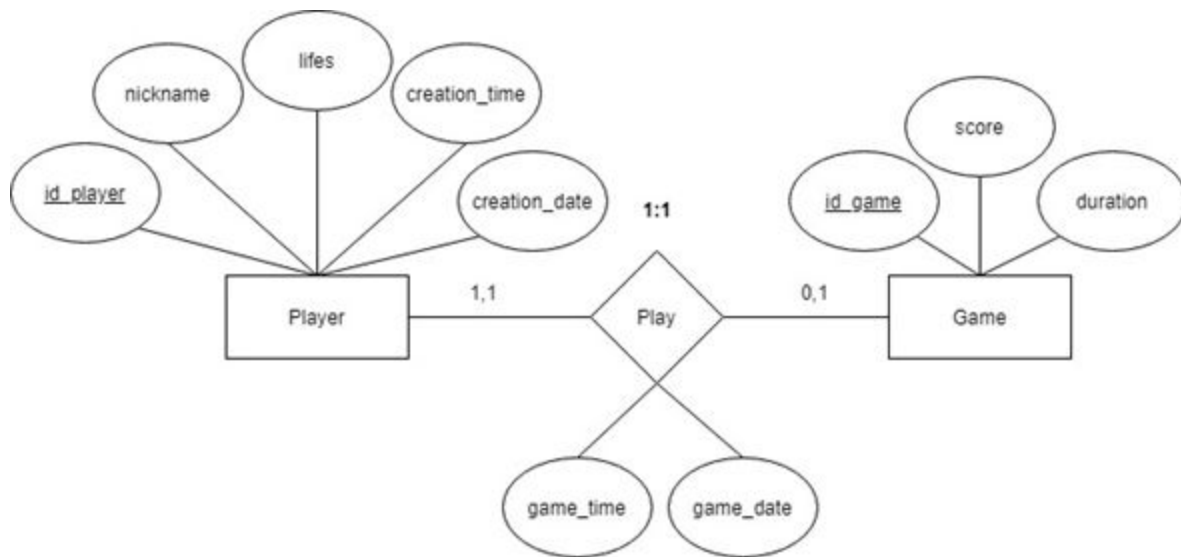 lifes
nickname
creation_time
score
id_player
creation_date
1:1
id_game
duration
Player
1,1
Play
0,1
Game
game_time
game_date